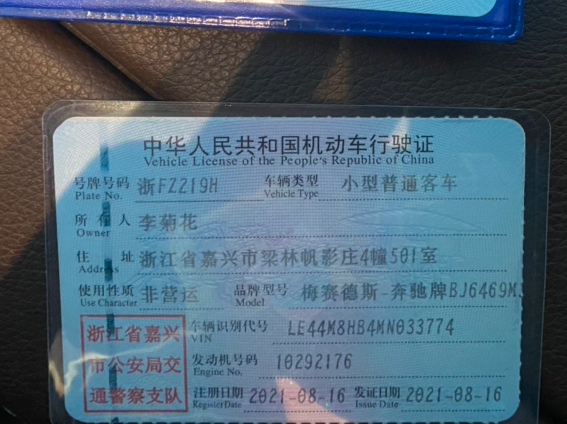 中华人民共和国机动车行驶证
Vehicle License of the People's Republic of China
号牌号码 浙FZ219H 车辆类型 小型普通客车
Plate No. Vehicle Type
所有人 李菊花
Owner
住址 浙江省嘉兴市梁林帆影庄4幢501室
Address
使用性质 非营运 品牌型号 梅赛德斯-奔驰牌BJ6469M
Use Character Model
浙江省嘉兴
市公安局交
通警察支队
车辆识别代号 LE44M8HB4MN033774
VIN
发动机号码 10292176
Engine No.
注册日期 2021-08-16 发证日期 2021-08-16
Register Date Issue Date